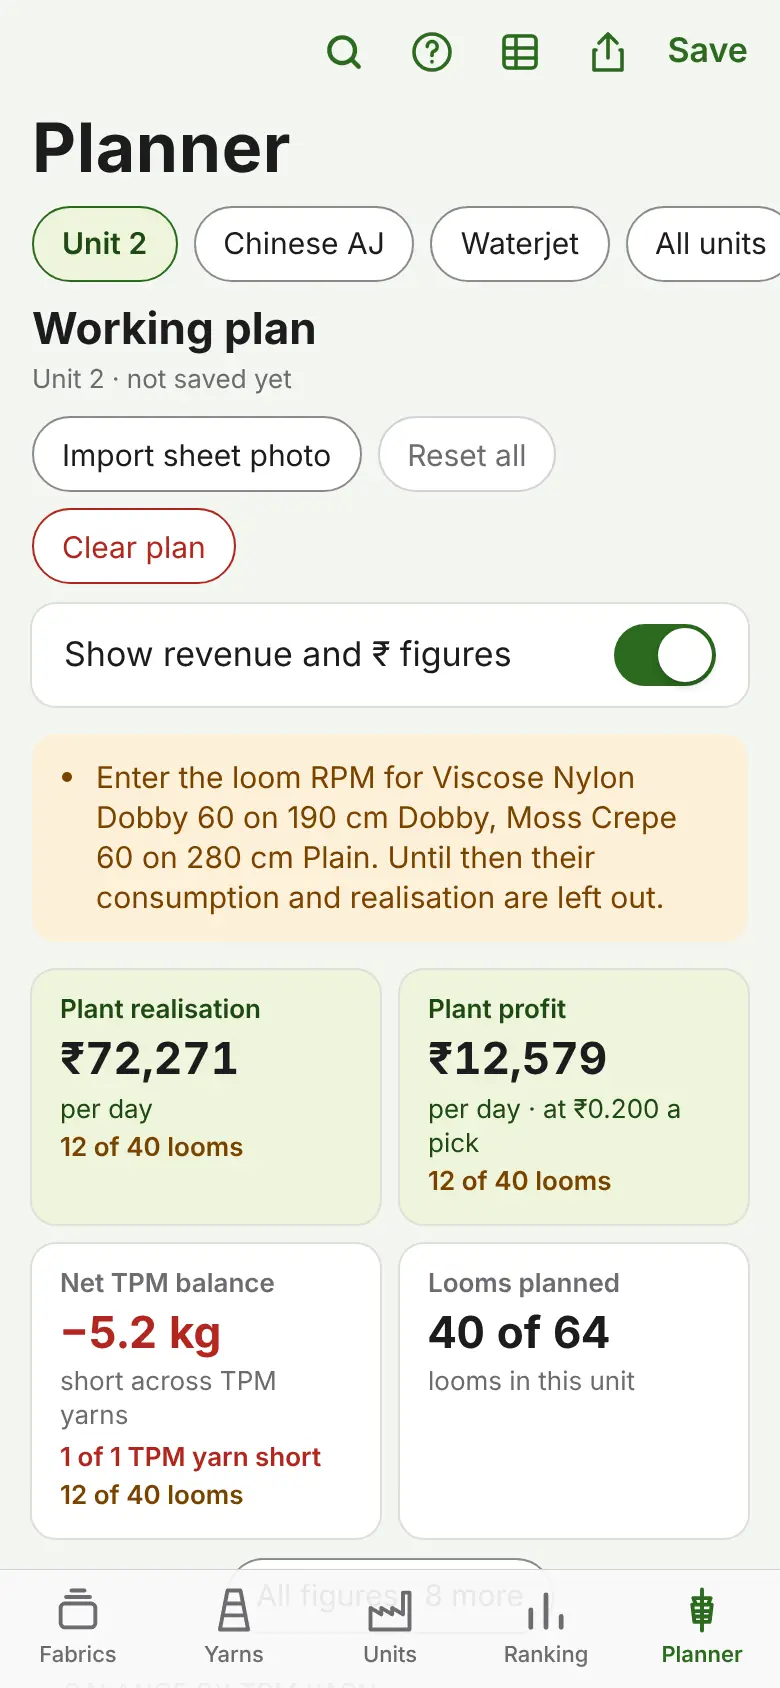 Save
Planner
Unit 2
Chinese AJ
Waterjet
All units
Working plan
Unit 2 · not saved yet
Import sheet photo
Reset all
Clear plan
Show revenue and ₹ figures
• Enter the loom RPM for Viscose Nylon
Dobby 60 on 190 cm Dobby, Moss Crepe
60 on 280 cm Plain. Until then their
consumption and realisation are left out.
Plant realisation
₹72,271
per day
12 of 40 looms
Plant profit
₹12,579
per day · at ₹0.200 a
pick
12 of 40 looms
Net TPM balance
−5.2 kg
short across TPM
yarns
1 of 1 TPM yarn short
12 of 40 looms
Looms planned
40 of 64
looms in this unit
All figures 8 more
Fabrics
Yarns
Units
Ranking
Planner